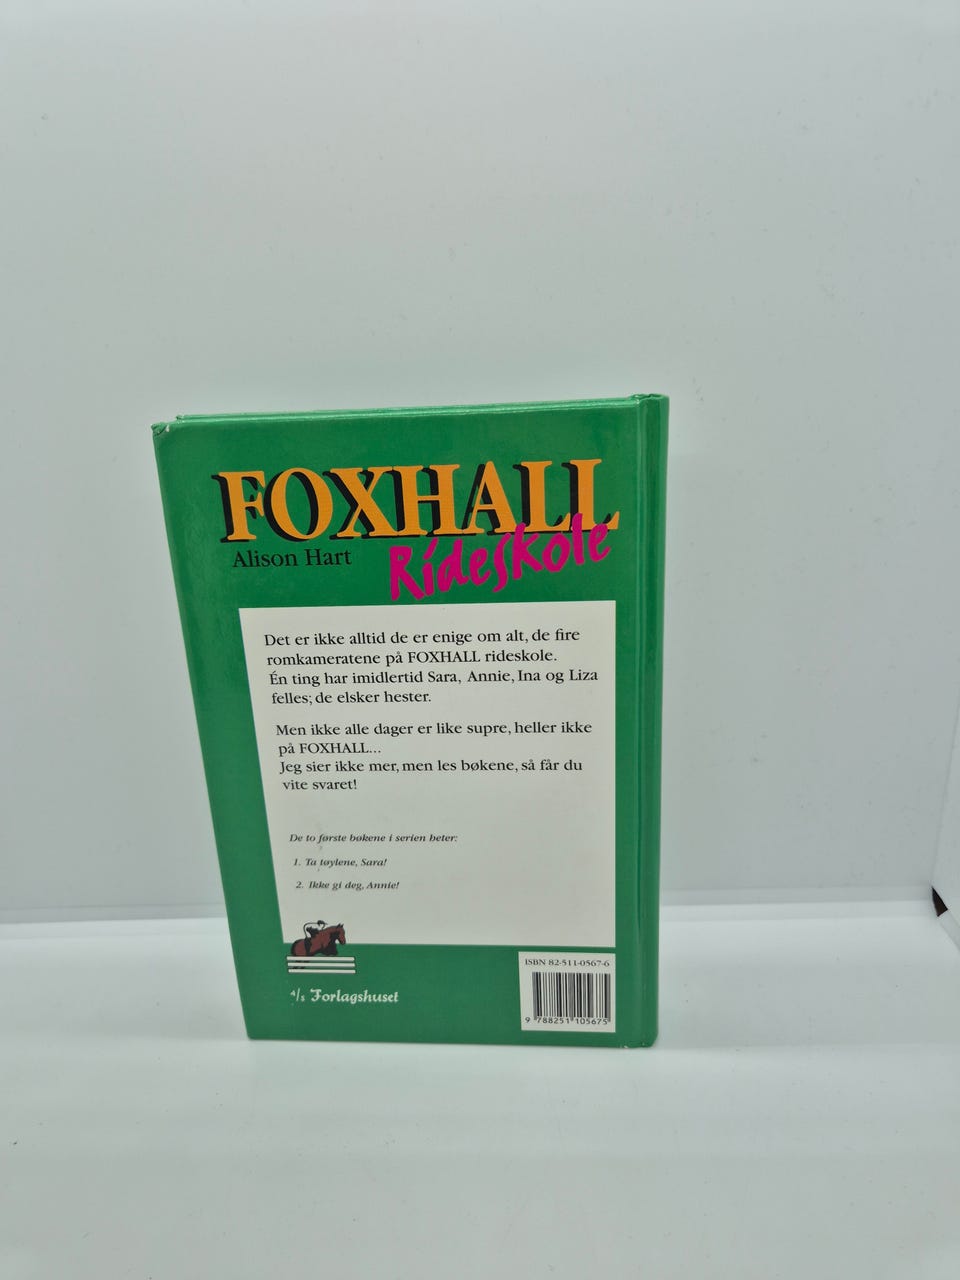 FOXHALL
Alison Hart
Rideskole
Det er ikke alltid de er enige om alt, de fire
romkameratene på FOXHALL rideskole.
Én ting har imidlertid Sara, Annie, Ina og Liza
felles; de elsker hester.
Men ikke alle dager er like supre, heller ikke
på FOXHALL...
Jeg sier ikke mer, men les bøkene, så får du
vite svaret!
De to første bøkene i serien heter:
1. Ta tøylene, Sara!
2. Ikke gi deg, Annie!
A/s Forlagshuset
ISBN 82-511-0567-6
9 788251 105675